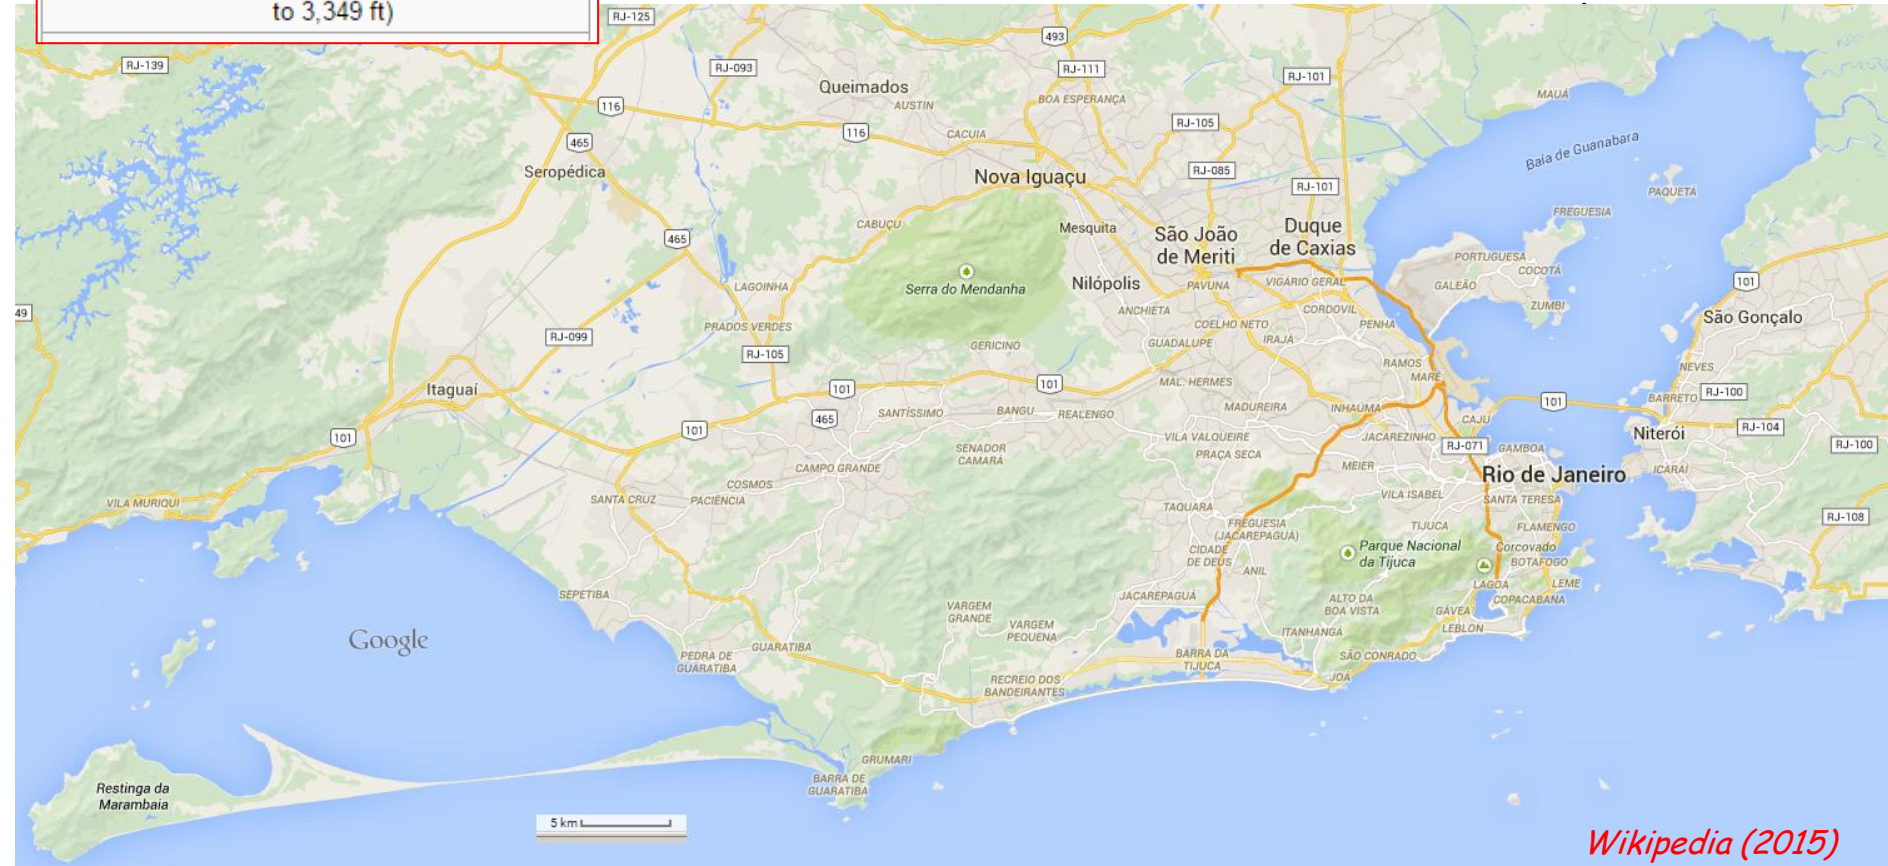 to 3,349 ft)
RJ-125
493
RJ-139
RJ-093
RJ-111
RJ-101
Queimados
AUSTIN
BOA ESPERANÇA
MAUÁ
116
116
465
CACUIA
RJ-105
Baía de Guanabara
Seropédica
Nova Iguaçu
RJ-085
RJ-101
PAQUETÁ
FREGUESIA
CABUÇU
Mesquita
São João
de Meriti
Duque
de Caxias
465
PORTUGUESA
COCOTÁ
LAGOINHA
Serra do Mendanha
Nilópolis
PAVUNA
VIGÁRIO GERAL
GALEÃO
101
ZUMBI
49
ANCHIETA
CORDOVIL
São Gonçalo
PRADOS VERDES
COELHO NETO
PENHA
RJ-099
GERICINO
GUADALUPE
IRAJÁ
RJ-105
RAMOS
MARÉ
NEVES
Itaguaí
101
101
MAL. HERMES
RJ-100
BARRETO
101
SANTÍSSIMO
BANGU
REALENGO
MADUREIRA
INHAÚMA
CAJU
465
101
101
VILA VALQUEIRE
JACAREZINHO
RJ-071
GAMBOA
Niterói
RJ-104
RJ-100
SENADOR
CAMARÁ
PRAÇA SECA
CAMPO GRANDE
MEIER
Rio de Janeiro
ICARAÍ
COSMOS
VILA ISABEL
SANTA TERESA
VILA MURIQUI
SANTA CRUZ
PACIÊNCIA
TAQUARA
RJ-108
FREGUESIA
(JACAREPAGUÁ)
TIJUCA
FLAMENGO
CIDADE
DE DEUS
Parque Nacional
da Tijuca
Corcovado
BOTAFOGO
ANIL
LAGOA
LEME
SEPETIBA
JACAREPAGUÁ
ALTO DA
BOA VISTA
COPACABANA
VARGEM
GRANDE
VARGEM
PEQUENA
GÁVEA
ITANHANGÁ
LEBLON
Google
GUARATIBA
PEDRA DE
GUARATIBA
BARRA DA
TIJUCA
SÃO CONRADO
RECREIO DOS
BANDEIRANTES
JOÁ
GRUMARI
BARRA DE
GUARATIBA
Restinga da
Marambaia
5 km
Wikipedia (2015)